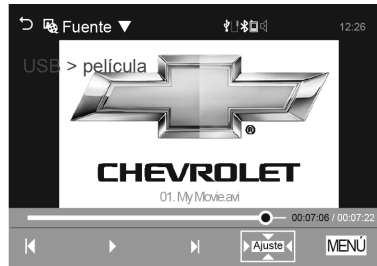 Fuente ▼
12:26
USB > película
CHEVROLET
01. My Movie.avi
00:07:06 / 00:07:22
Ajuste
MENÚ